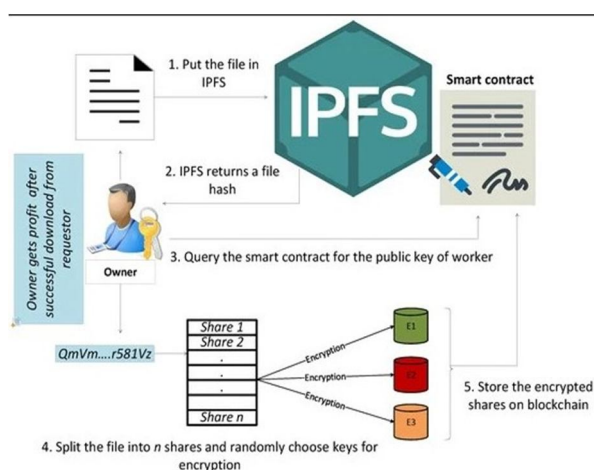 1. Put the file in
IPFS
IPFS
Smart contract
2. IPFS returns a file
hash
Owner gets profit after
successful download from
requestor
Owner
3. Query the smart contract for the public key of worker
QmVm....r581Vz
Share 1
Share 2
.
.
.
Share n
Encryption
Encryption
Encryption
E1
E2
E3
5. Store the encrypted
shares on blockchain
4. Split the file into n shares and randomly choose keys for
encryption